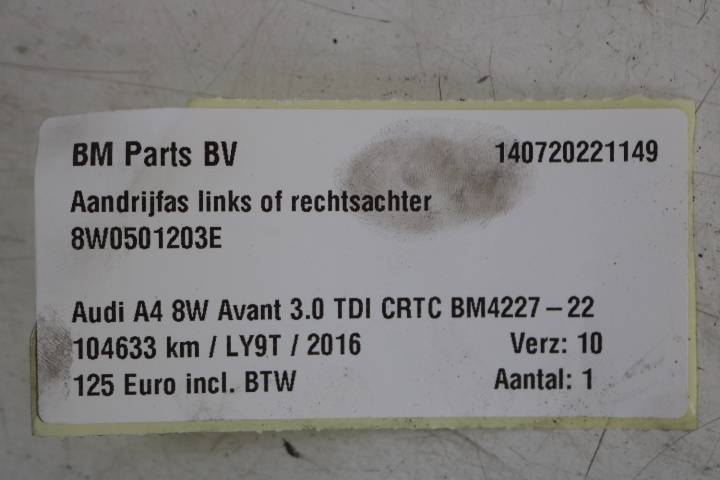 BM Parts BV 140720221149
Aandrijfas links of rechtsachter
8W0501203E
Audi A4 8W Avant 3.0 TDI CRTC BM4227-22
104633 km / LY9T / 2016 Verz: 10
125 Euro incl. BTW Aantal: 1